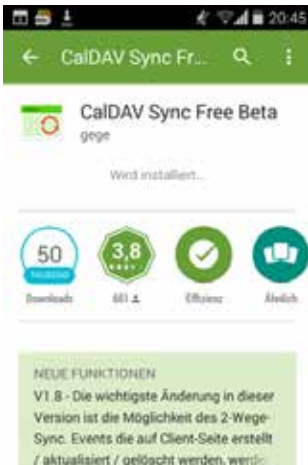 20:45
CalDAV Sync Fr...
CalDAV Sync Free Beta
gege
Wird installiert...
50
3,8
Downloads
Effizienz
Ähnlich
NEUE FUNKTIONEN
V1.8 - Die wichtigste Änderung in dieser
Version ist die Möglichkeit des 2-Wege-
Sync. Events die auf Client-Seite erstellt
/ aktualisiert / gelöscht werden,